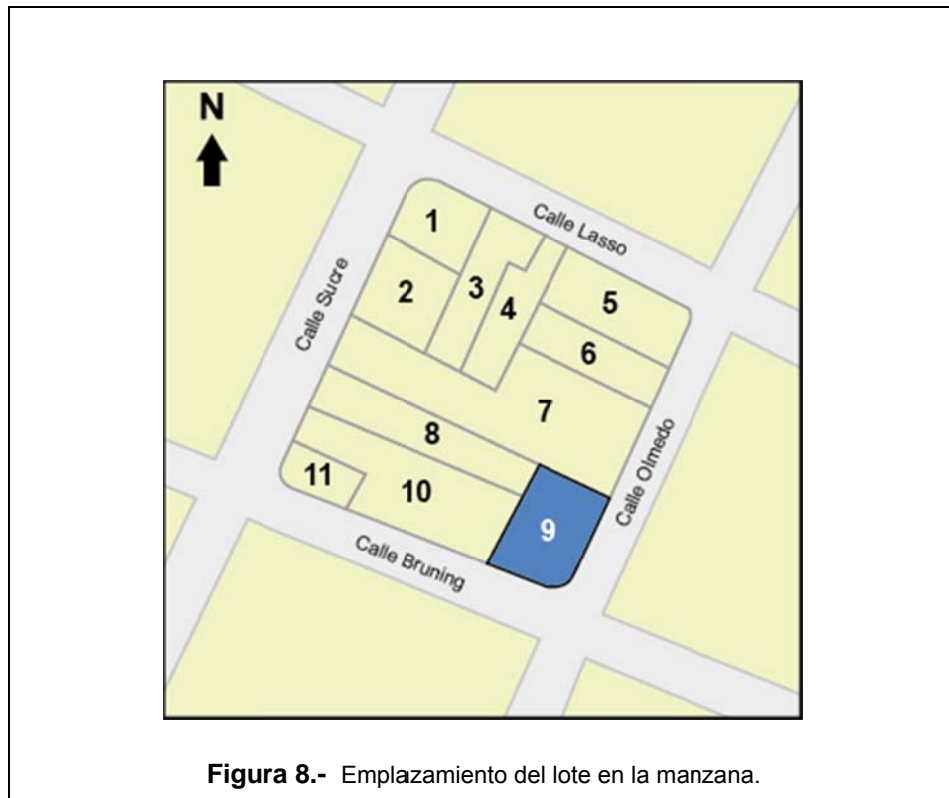 N
Calle Lasso
1
Calle Sucre
2
3
4
5
6
7
8
Calle Olmedo
11
10
9
Calle Bruning
Figura 8.- Emplazamiento del lote en la manzana.